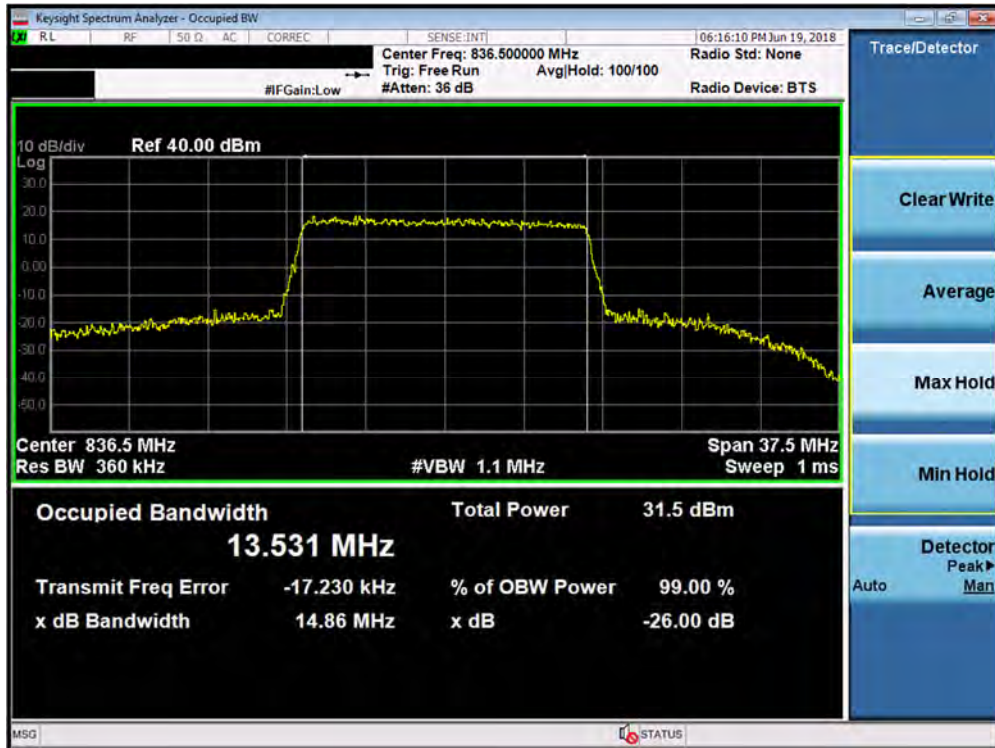 Keysight Spectrum Analyzer - Occupied BW
LXI RL RF 50 Ω AC CORREC SENSE:INT 06:16:10 PM Jun 19, 2018
Center Freq: 836.500000 MHz Radio Std: None
Trig: Free Run Avg|Hold: 100/100
#IFGain:Low #Atten: 36 dB Radio Device: BTS
Trace/Detector
10 dB/div Ref 40.00 dBm
Log
30.0
20.0
10.0
0.00
-10.0
-20.0
-30.0
-40.0
-50.0
Center 836.5 MHz Span 37.5 MHz
Res BW 360 kHz #VBW 1.1 MHz Sweep 1 ms
Occupied Bandwidth Total Power 31.5 dBm
13.531 MHz
Transmit Freq Error -17.230 kHz % of OBW Power 99.00 %
x dB Bandwidth 14.86 MHz x dB -26.00 dB
Clear Write
Average
Max Hold
Min Hold
Detector
Peak▶
Auto Man
MSG STATUS